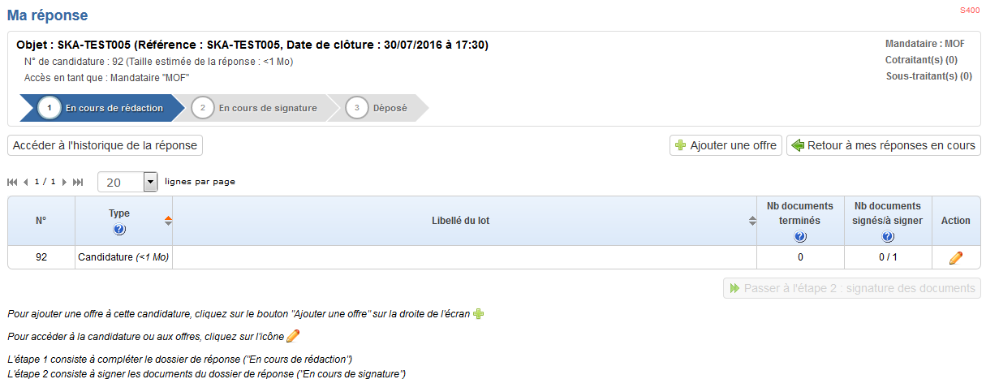 Ma réponse
S400
Objet : SKA-TEST005 (Référence : SKA-TEST005, Date de clôture : 30/07/2016 à 17:30)
Mandataire : MOF
N° de candidature : 92 (Taille estimée de la réponse : <1 Mo)
Cotraitant(s) (0)
Accès en tant que : Mandataire "MOF"
Sous-traitant(s) (0)
1 En cours de rédaction 2 En cours de signature 3 Déposé
Accéder à l'historique de la réponse
Ajouter une offre
Retour à mes réponses en cours
1 / 1 20 lignes par page
N° Type ? Libellé du lot Nb documents terminés ? Nb documents signés/à signer ? Action
92 Candidature (<1 Mo) 0 0 / 1
Passer à l'étape 2 : signature des documents
Pour ajouter une offre à cette candidature, cliquez sur le bouton "Ajouter une offre" sur la droite de l'écran
Pour accèder à la candidature ou aux offres, cliquez sur l'icône
L'étape 1 consiste à compléter le dossier de réponse ("En cours de rédaction")
L'étape 2 consiste à signer les documents du dossier de réponse ("En cours de signature")